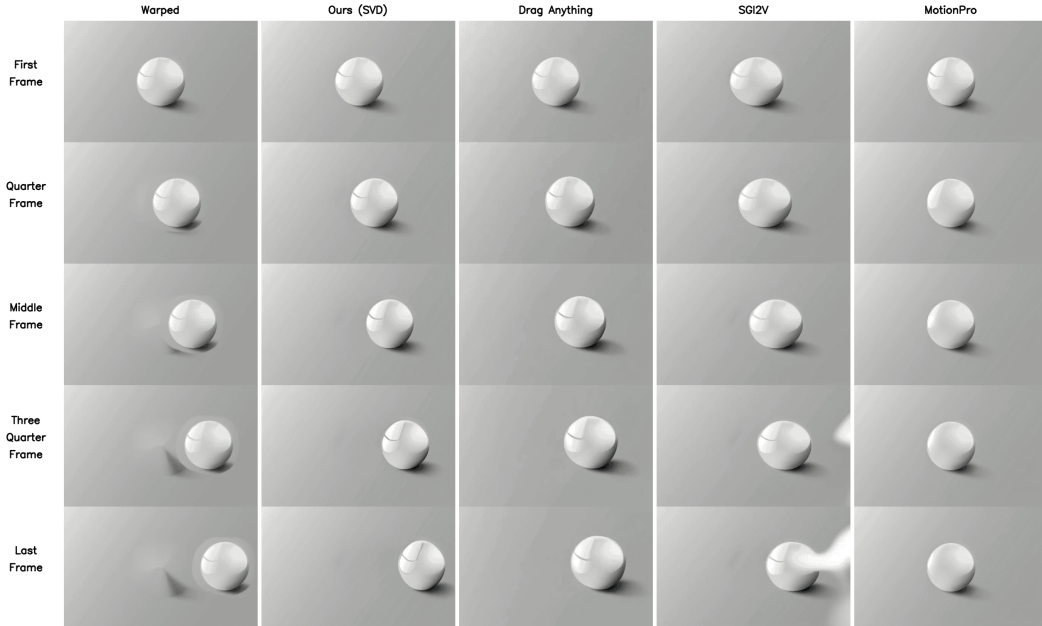 Warped
Ours (SVD)
Drag Anything
SGI2V
MotionPro
First
Frame
Quarter
Frame
Middle
Frame
Three
Quarter
Frame
Last
Frame